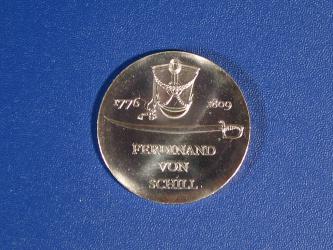 1776 1809
FERDINAND
VON
SCHILL